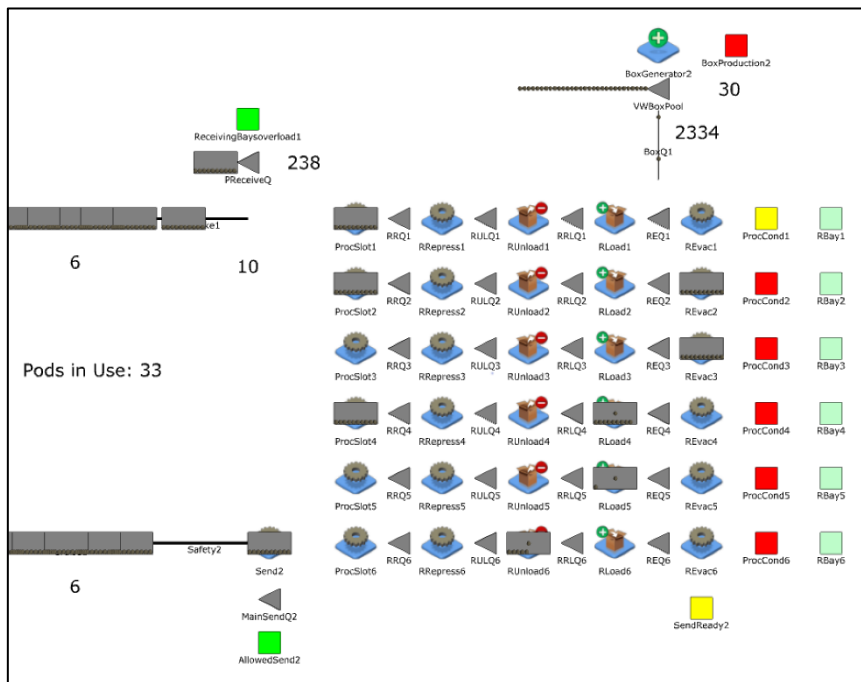 BoxGenerator2
BoxProduction2
30
VWBoxPool
2334
BoxQ1
ReceivingBaysoverload1
238
PReceiveQ
6
10
ProcSlot1 RRQ1 RRepress1 RULQ1 RUnload1 RRLQ1 RLoad1 REQ1 REvac1 ProcCond1 RBay1
ProcSlot2 RRQ2 RRepress2 RULQ2 RUnload2 RRLQ2 RLoad2 REQ2 REvac2 ProcCond2 RBay2
Pods in Use: 33
ProcSlot3 RRQ3 RRepress3 RULQ3 RUnload3 RRLQ3 RLoad3 REQ3 REvac3 ProcCond3 RBay3
ProcSlot4 RRQ4 RRepress4 RULQ4 RUnload4 RRLQ4 RLoad4 REQ4 REvac4 ProcCond4 RBay4
ProcSlot5 RRQ5 RRepress5 RULQ5 RUnload5 RRLQ5 RLoad5 REQ5 REvac5 ProcCond5 RBay5
Safety2
Send2
ProcSlot6 RRQ6 RRepress6 RULQ6 RUnload6 RRLQ6 RLoad6 REQ6 REvac6 ProcCond6 RBay6
6
MainSendQ2
SendReady2
AllowedSend2